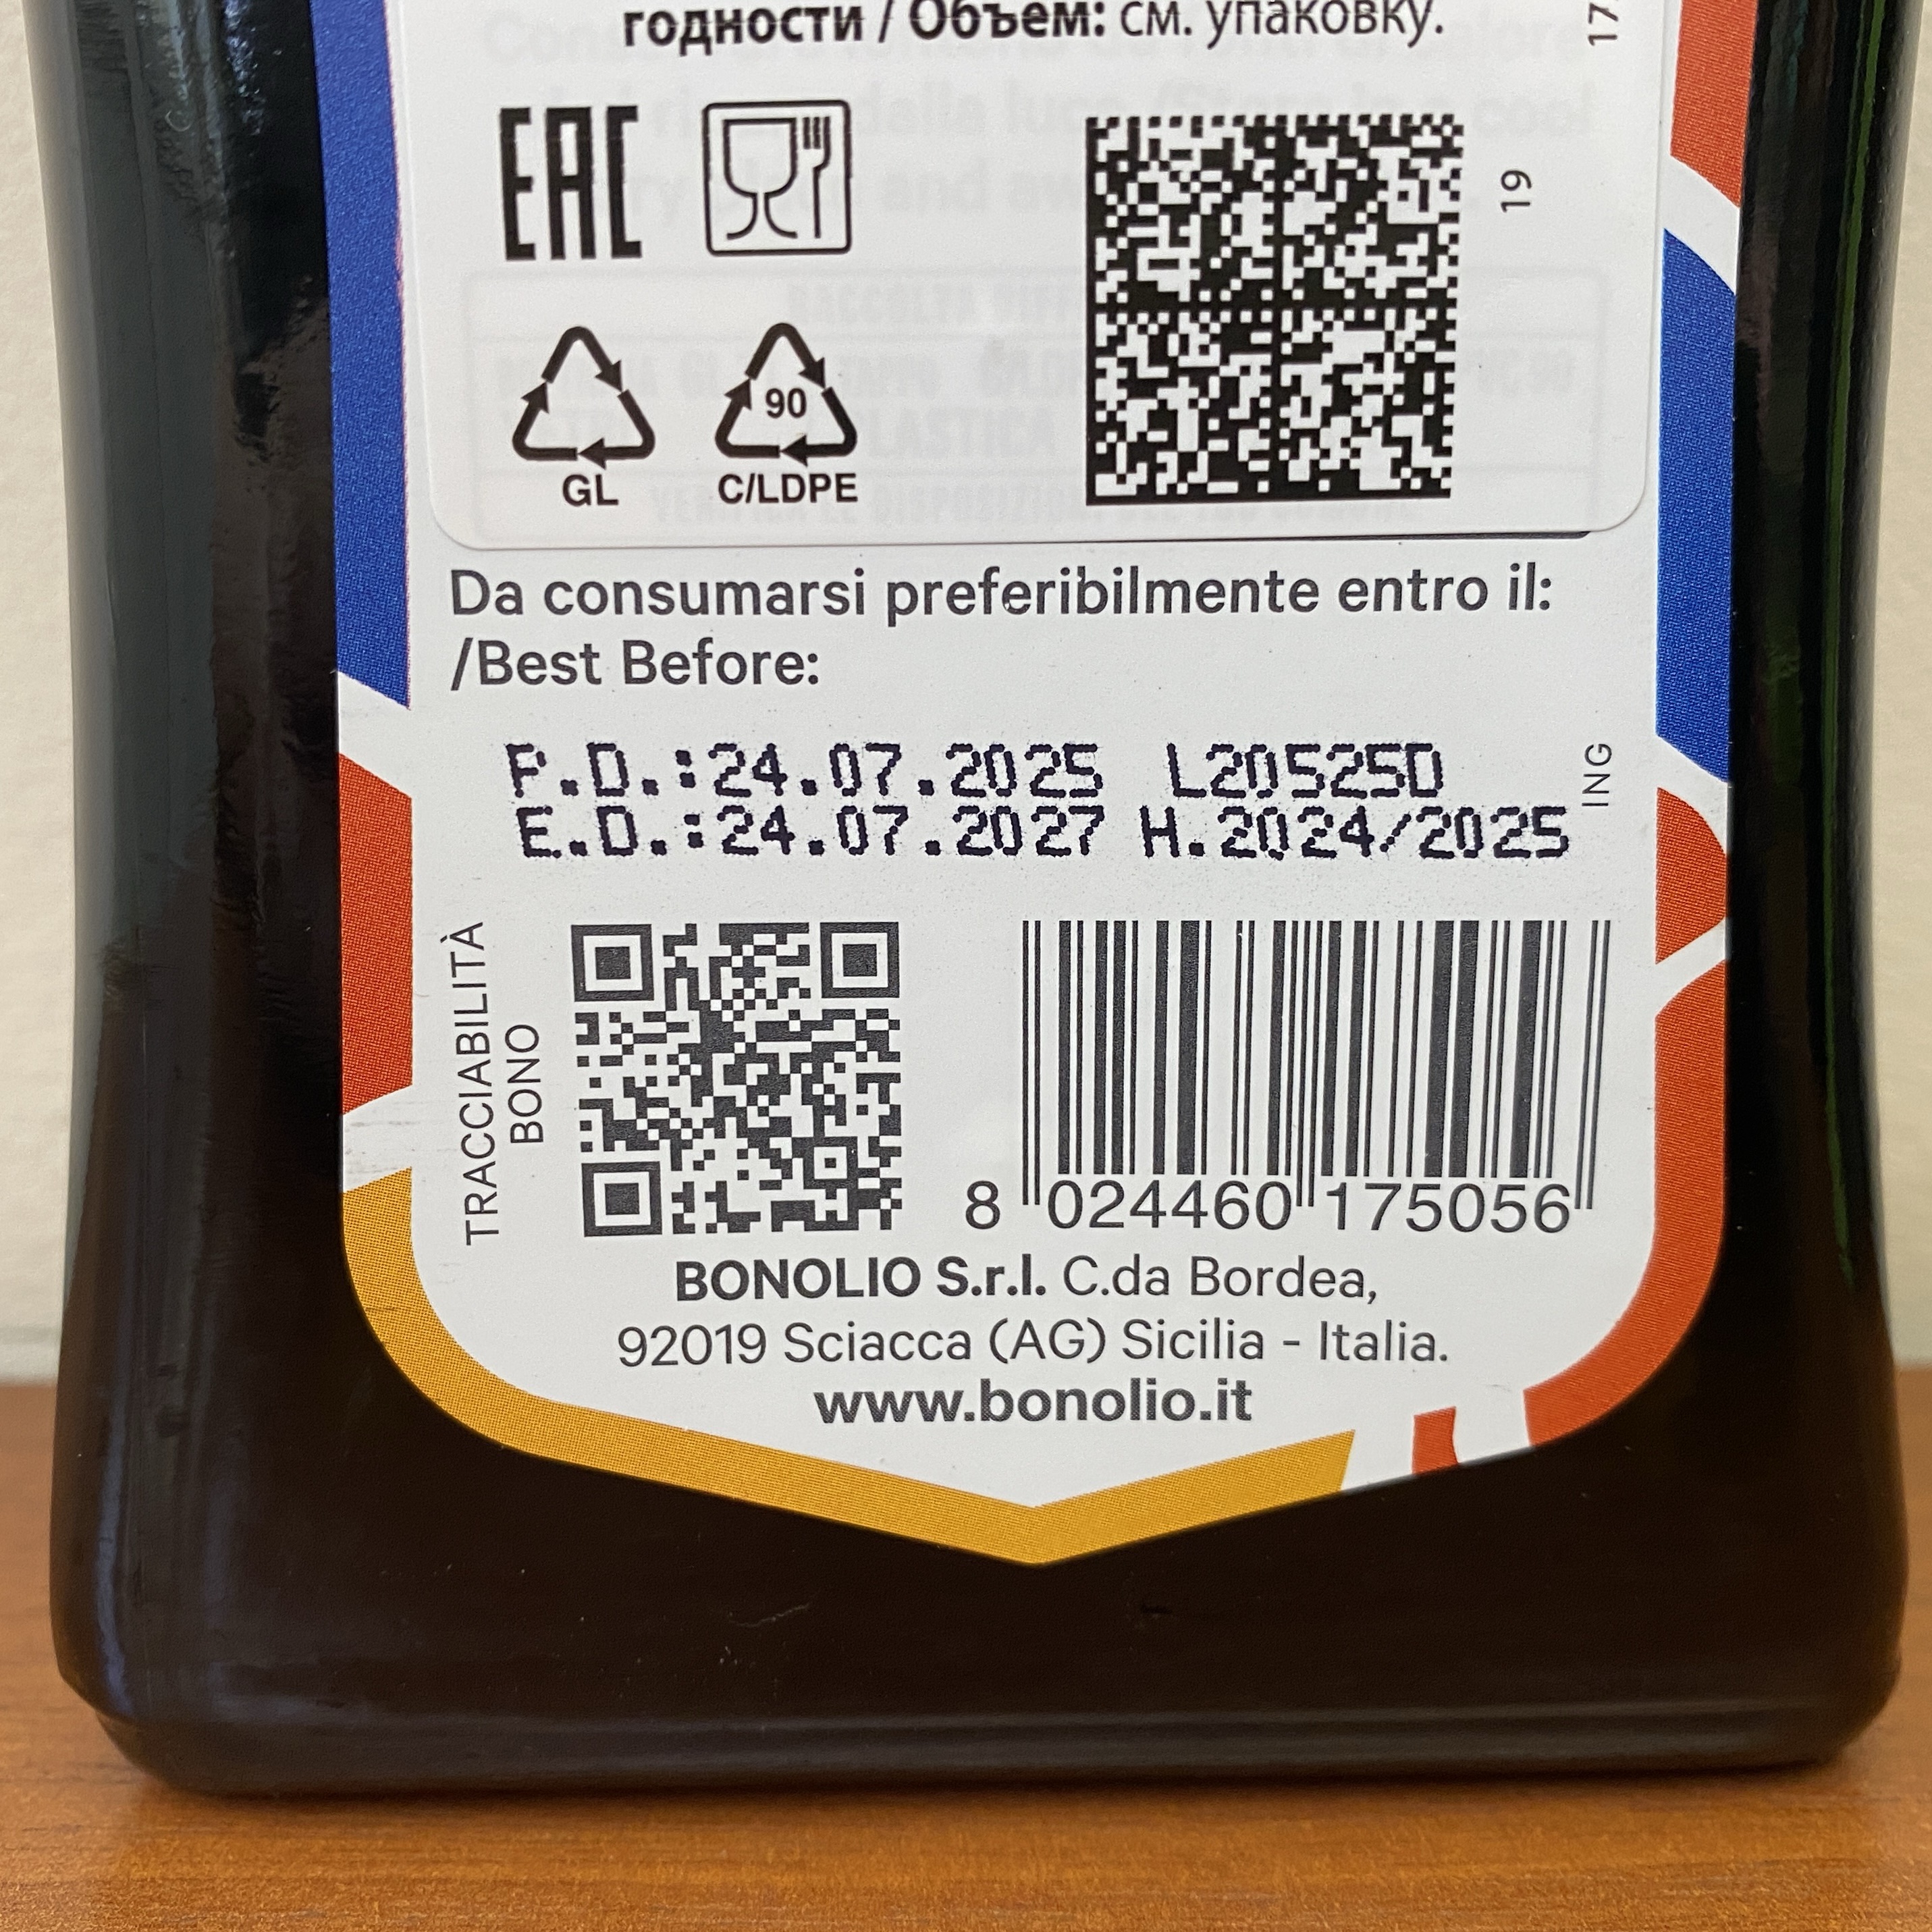 годности / Объем: см. упаковку.
17
EAC
19
90
GL
C/LDPE
Da consumarsi preferibilmente entro il:
/Best Before:
P.D.:24.07.2025 L20525D
E.D.:24.07.2027 H.2024/2025
ING
TRACCIABILITÀ
BONO
8 024460 175056
BONOLIO S.r.l. C.da Bordea,
92019 Sciacca (AG) Sicilia - Italia.
www.bonolio.it